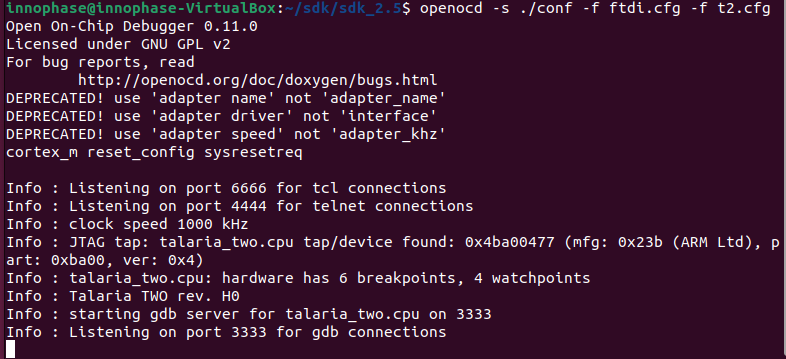 innophase@innophase-VirtualBox:~/sdk/sdk_2.5$ openocd -s ./conf -f ftdi.cfg -f t2.cfg
Open On-Chip Debugger 0.11.0
Licensed under GNU GPL v2
For bug reports, read
        http://openocd.org/doc/doxygen/bugs.html
DEPRECATED! use 'adapter name' not 'adapter_name'
DEPRECATED! use 'adapter driver' not 'interface'
DEPRECATED! use 'adapter speed' not 'adapter_khz'
cortex_m reset_config sysresetreq

Info : Listening on port 6666 for tcl connections
Info : Listening on port 4444 for telnet connections
Info : clock speed 1000 kHz
Info : JTAG tap: talaria_two.cpu tap/device found: 0x4ba00477 (mfg: 0x23b (ARM Ltd), p
art: 0xba00, ver: 0x4)
Info : talaria_two.cpu: hardware has 6 breakpoints, 4 watchpoints
Info : Talaria TWO rev. H0
Info : starting gdb server for talaria_two.cpu on 3333
Info : Listening on port 3333 for gdb connections